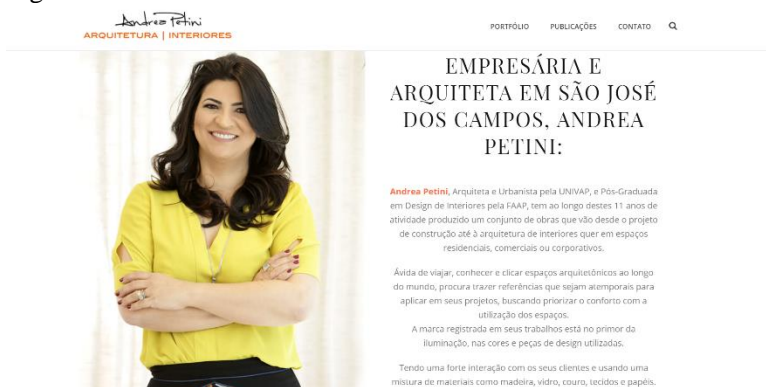 Andrea Petini
ARQUITETURA | INTERIORES
PORTFÓLIO PUBLICAÇÕES CONTATO
EMPRESÁRIA E
ARQUITETA EM SÃO JOSÉ
DOS CAMPOS, ANDREA
PETINI:
Andrea Petini, Arquiteta e Urbanista pela UNIVAP, e Pós-Graduada
em Design de Interiores pela FAAP, tem ao longo destes 11 anos de
atividade produzido um conjunto de obras que vão desde o projeto
de construção até à arquitetura de interiores quer em espaços
residenciais, comerciais ou corporativos.
Ávida de viajar, conhecer e clicar espaços arquitetônicos ao longo
do mundo, procura trazer referências que sejam atemporais para
aplicar em seus projetos, buscando priorizar o conforto com a
utilização dos espaços.
A marca registrada em seus trabalhos está no primor da
iluminação, nas cores e peças de design utilizadas.
Tendo uma forte interação com os seus clientes e usando uma
mistura de materiais como madeira, vidro, couro, tecidos e papéis.